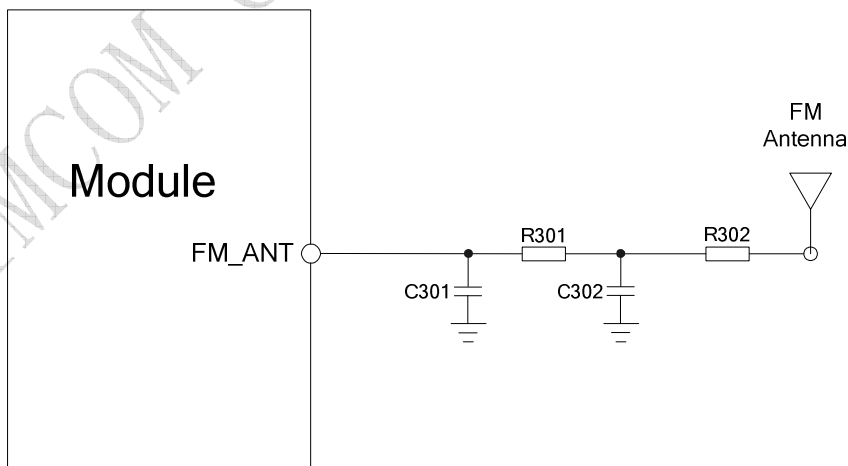 FM
Antenna
Module
R301
R302
FM_ANT
C301
C302